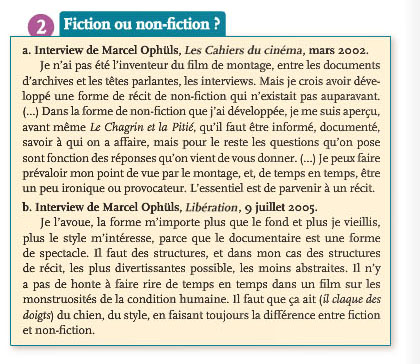 2 Fiction ou non-fiction ?
a. Interview de Marcel Ophüls, Les Cahiers du cinéma, mars 2002.
Je n'ai pas été l'inventeur du film de montage, entre les documents
d'archives et les têtes parlantes, les interviews. Mais je crois avoir déve-
loppé une forme de récit de non-fiction qui n'existait pas auparavant.
(...) Dans la forme de non-fiction que j'ai développée, je me suis aperçu,
avant même Le Chagrin et la Pitié, qu'il faut être informé, documenté,
savoir à qui on a affaire, mais pour le reste les questions qu'on pose
sont fonction des réponses qu'on vient de vous donner. (...) Je peux faire
prévaloir mon point de vue par le montage, et, de temps en temps, être
un peu ironique ou provocateur. L'essentiel est de parvenir à un récit.
b. Interview de Marcel Ophüls, Libération, 9 juillet 2005.
Je l'avoue, la forme m'importe plus que le fond et plus je vieillis,
plus le style m'intéresse, parce que le documentaire est une forme
de spectacle. Il faut des structures, et dans mon cas des structures
de récit, les plus divertissantes possible, les moins abstraites. Il n'y
a pas de honte à faire rire de temps en temps dans un film sur les
monstruosités de la condition humaine. Il faut que ça ait (il claque des
doigts) du chien, du style, en faisant toujours la différence entre fiction
et non-fiction.